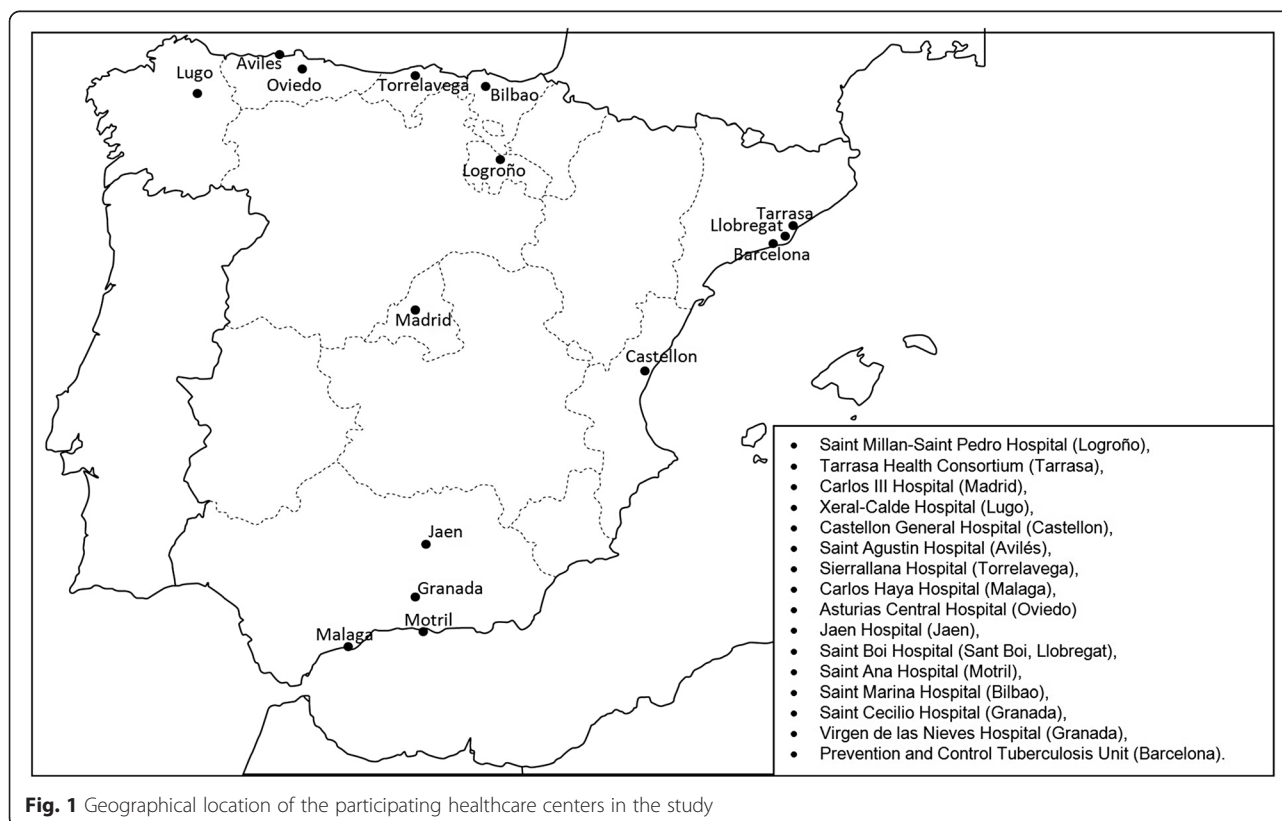 Aviles
Lugo
Oviedo
Torrelavega
Bilbao
Logroño
Tarrasa
Llobregat
Barcelona
Madrid
Castellon
Jaen
Granada
Motril
Malaga
• Saint Millan-Saint Pedro Hospital (Logroño),
• Tarrasa Health Consortium (Tarrasa),
• Carlos III Hospital (Madrid),
• Xeral-Calde Hospital (Lugo),
• Castellon General Hospital (Castellon),
• Saint Agustin Hospital (Avilés),
• Sierrallana Hospital (Torrelavega),
• Carlos Haya Hospital (Malaga),
• Asturias Central Hospital (Oviedo)
• Jaen Hospital (Jaen),
• Saint Boi Hospital (Sant Boi, Llobregat),
• Saint Ana Hospital (Motril),
• Saint Marina Hospital (Bilbao),
• Saint Cecilio Hospital (Granada),
• Virgen de las Nieves Hospital (Granada),
• Prevention and Control Tuberculosis Unit (Barcelona).
Fig. 1 Geographical location of the participating healthcare centers in the study